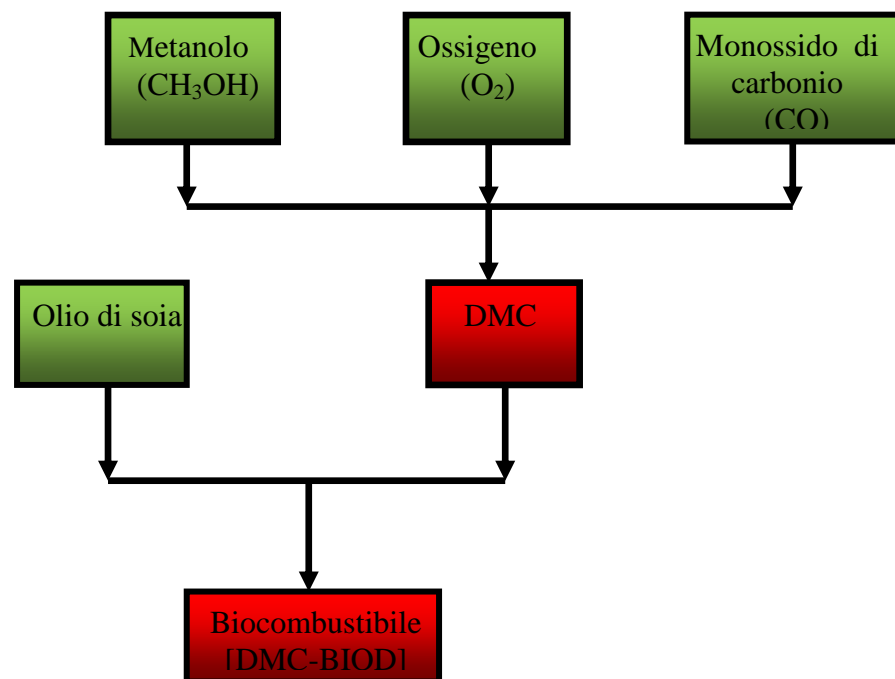 Metanolo
(CH₃OH)
Ossigeno
(O₂)
Monossido di
carbonio
(CO)
Olio di soia
DMC
Biocombustibile
[DMC-BIOD]